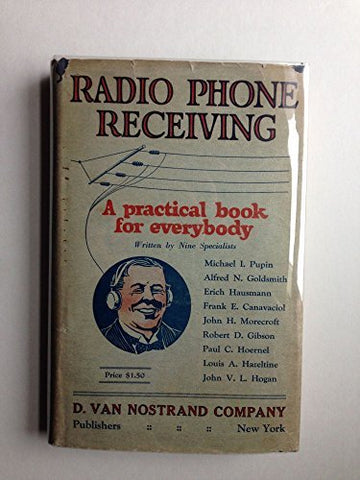 RADIO PHONE
RECEIVING
A practical book
for everybody
Written by Nine Specialists
Michael I. Pupin
Alfred N. Goldsmith
Erich Hausmann
Frank E. Canavaciol
John H. Morecroft
Robert D. Gibson
Paul C. Hoernel
Louis A. Hazeltine
John V. L. Hogan
Price $1.50
D. VAN NOSTRAND COMPANY
Publishers :: :: :: New York